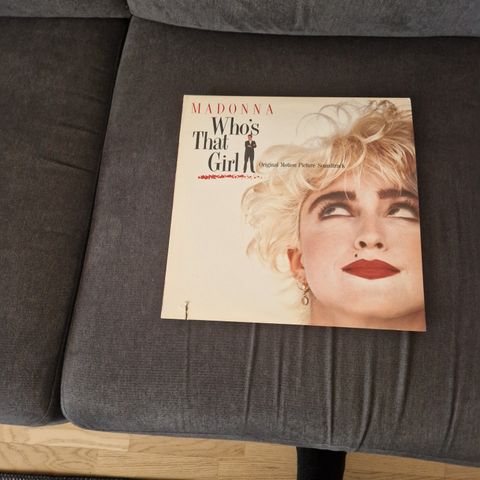 MADONNA
Who's
That
Girl
Original Motion Picture Soundtrack